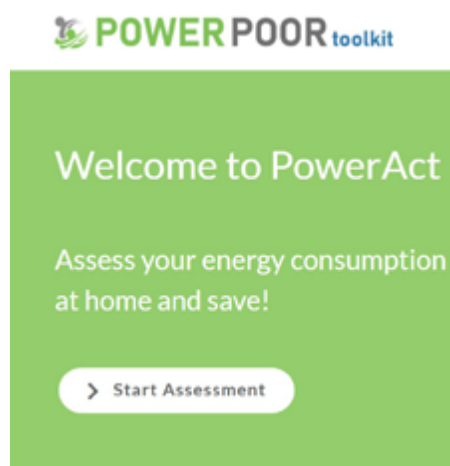 POWERPOOR toolkit
Welcome to PowerAct
Assess your energy consumption
at home and save!
Start Assessment